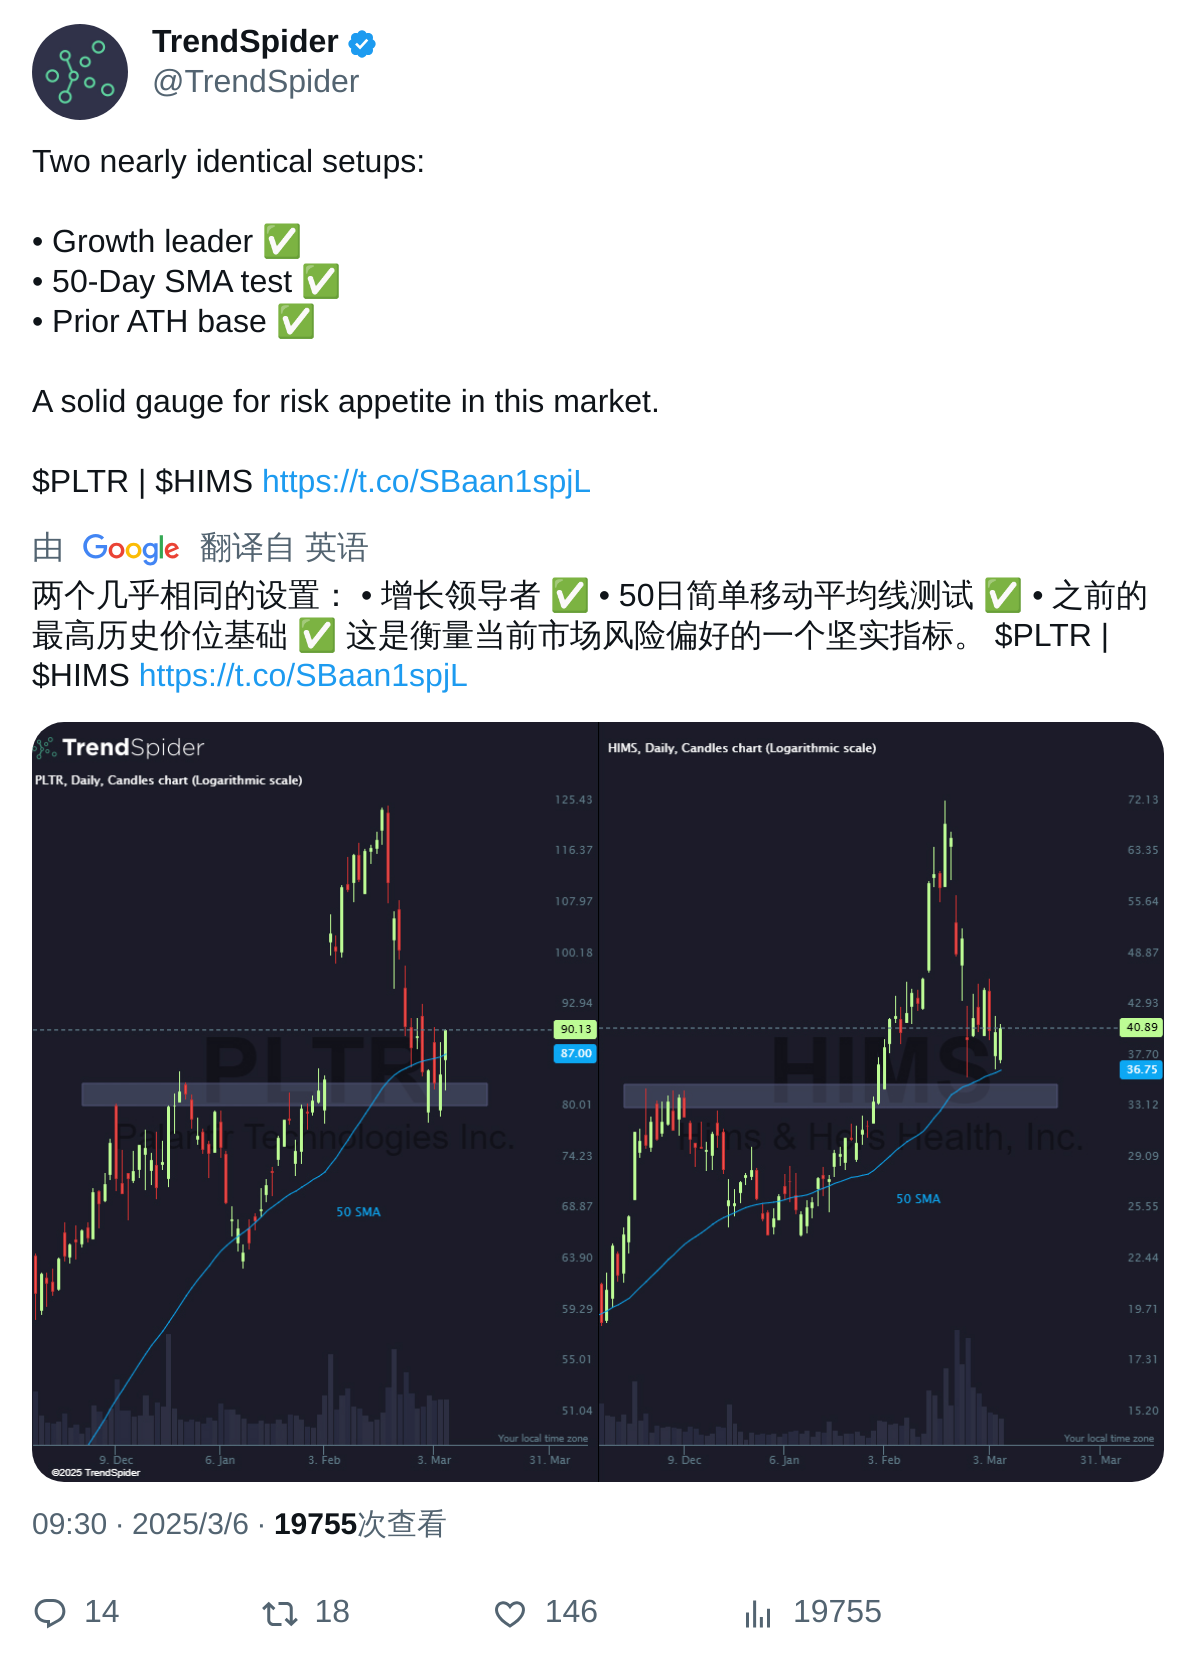 TrendSpider
@TrendSpider
Two nearly identical setups:
• Growth leader ✅
• 50-Day SMA test ✅
• Prior ATH base ✅
A solid gauge for risk appetite in this market.
$PLTR | $HIMS https://t.co/SBaan1spjL
由 Google 翻译自 英语
两个几乎相同的设置： • 增长领导者 ✅ • 50日简单移动平均线测试 ✅ • 之前的
最高历史价位基础 ✅ 这是衡量当前市场风险偏好的一个坚实指标。 $PLTR |
$HIMS https://t.co/SBaan1spjL
TrendSpider
PLTR, Daily, Candles chart (Logarithmic scale)
125.43
116.37
107.97
100.18
92.94
90.13
87.00
80.01
74.23
68.87
63.90
59.29
55.01
51.04
PLTR
Palantir Technologies Inc.
50 SMA
Your local time zone
9. Dec
6. Jan
3. Feb
3. Mar
31. Mar
©2025 TrendSpider
HIMS, Daily, Candles chart (Logarithmic scale)
72.13
63.35
55.64
48.87
42.93
40.89
37.70
36.75
33.12
29.09
25.55
22.44
19.71
17.31
15.20
HIMS
Hims & Hers Health, Inc.
50 SMA
Your local time zone
9. Dec
6. Jan
3. Feb
3. Mar
31. Mar
09:30 · 2025/3/6 · 19755次查看
14
18
146
19755